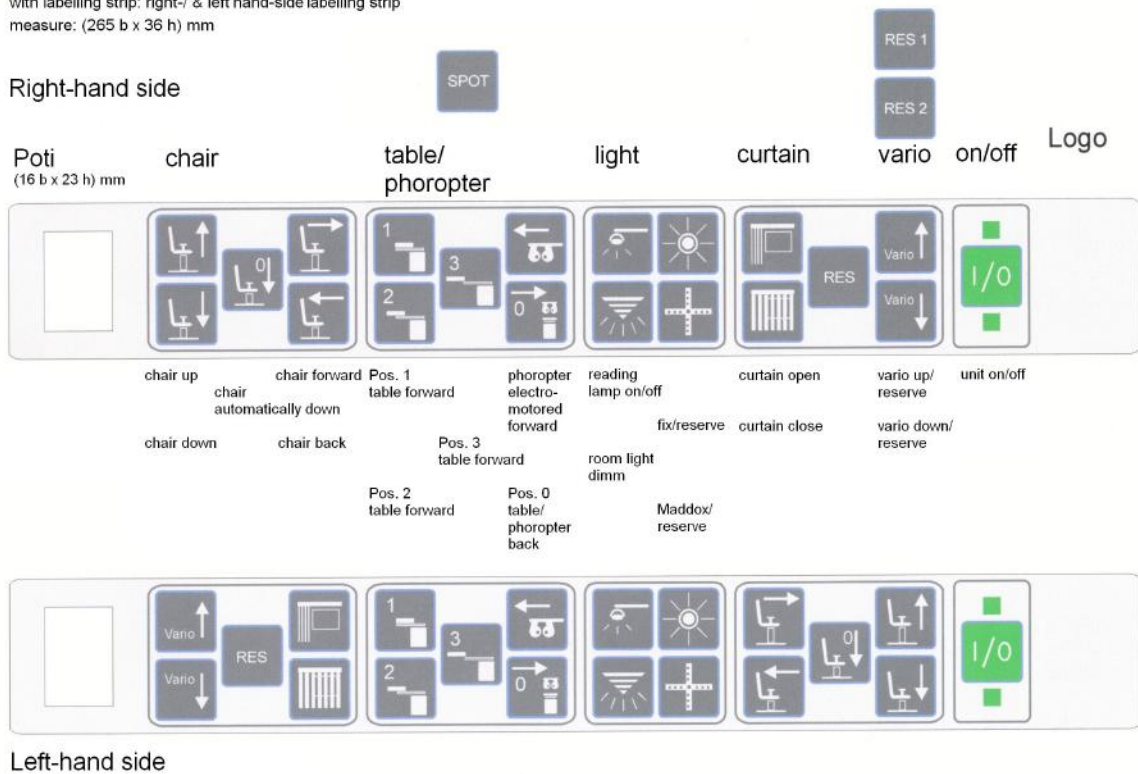 with labelling strip: right-/ & left hand-side labelling strip
measure: (265 b x 36 h) mm
RES 1
Right-hand side
SPOT
RES 2
Logo
Poti
(16 b x 23 h) mm
chair
table/
phoropter
light
curtain
vario
on/off
0
1
3
2
0
RES
Vario
Vario
I/O
chair up
chair
automatically down
chair down
chair forward
chair back
Pos. 1
table forward
Pos. 3
table forward
Pos. 2
table forward
phoropter
electro-
motored
forward
Pos. 0
table/
phoropter
back
reading
lamp on/off
fix/reserve
room light
dimm
Maddox/
reserve
curtain open
curtain close
vario up/
reserve
vario down/
reserve
unit on/off
Vario
Vario
RES
1
3
2
0
0
I/O
Left-hand side